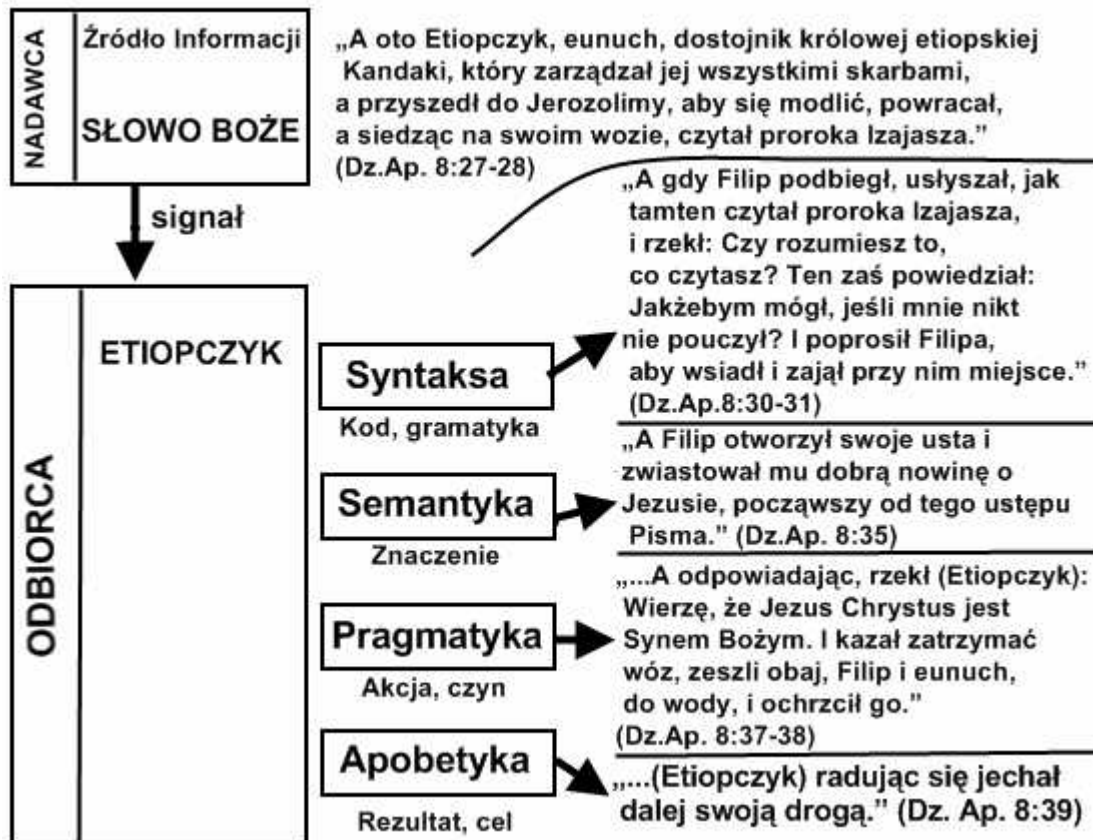 NADAWCA
Źródło Informacji
SŁOWO BOŻE
„A oto Etiopczyk, eunuch, dostojnik królowej etiopskiej
Kandaki, który zarządzał jej wszystkimi skarbami,
a przyszedł do Jerozolimy, aby się modlić, powracał,
a siedząc na swoim wozie, czytał proroka Izajasza.”
(Dz.Ap. 8:27-28)
signał
ODBIORCA
ETIOPCZYK
Syntaksa
Kod, gramatyka
„A gdy Filip podbiegł, usłyszał, jak
tamten czytał proroka Izajasza,
i rzekł: Czy rozumiesz to,
co czytasz? Ten zaś powiedział:
Jakżebym mógł, jeśli mnie nikt
nie pouczył? I poprosił Filipa,
aby wsiadł i zajął przy nim miejsce.”
(Dz.Ap.8:30-31)
Semantyka
Znaczenie
„A Filip otworzył swoje usta i
zwiastował mu dobrą nowinę o
Jezusie, począwszy od tego ustępu
Pisma.” (Dz.Ap. 8:35)
Pragmatyka
Akcja, czyn
„...A odpowiadając, rzekł (Etiopczyk):
Wierzę, że Jezus Chrystus jest
Synem Bożym. I kazał zatrzymać
wóz, zeszli obaj, Filip i eunuch,
do wody, i ochrzcił go.”
(Dz.Ap. 8:37-38)
Apobetyka
Rezultat, cel
„...(Etiopczyk) radując się jechał
dalej swoją drogą.” (Dz. Ap. 8:39)